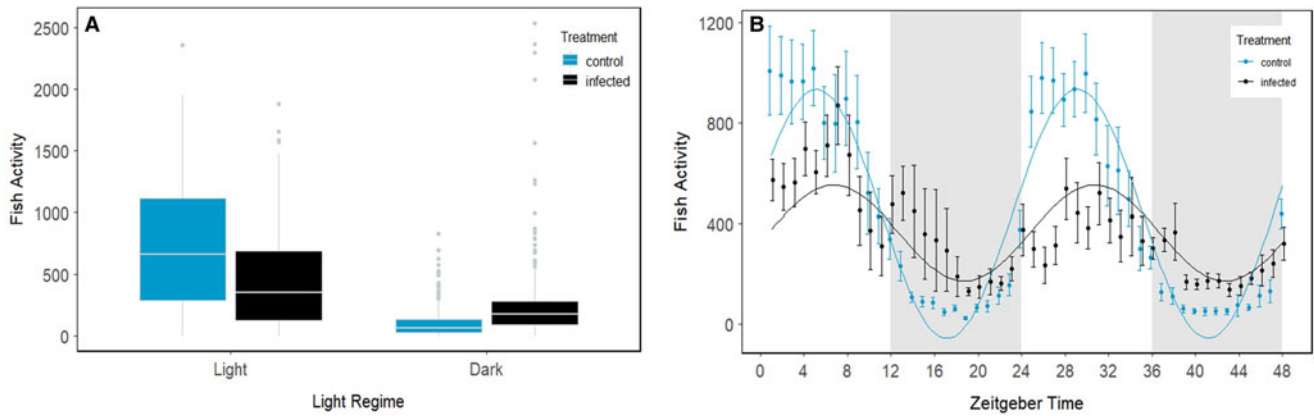 A
2500
2000
1500
1000
500
0
Fish Activity
Treatment
control
infected
Light
Dark
Light Regime
B
1200
800
400
0
Fish Activity
Treatment
control
infected
0 4 8 12 16 20 24 28 32 36 40 44 48
Zeitgeber Time